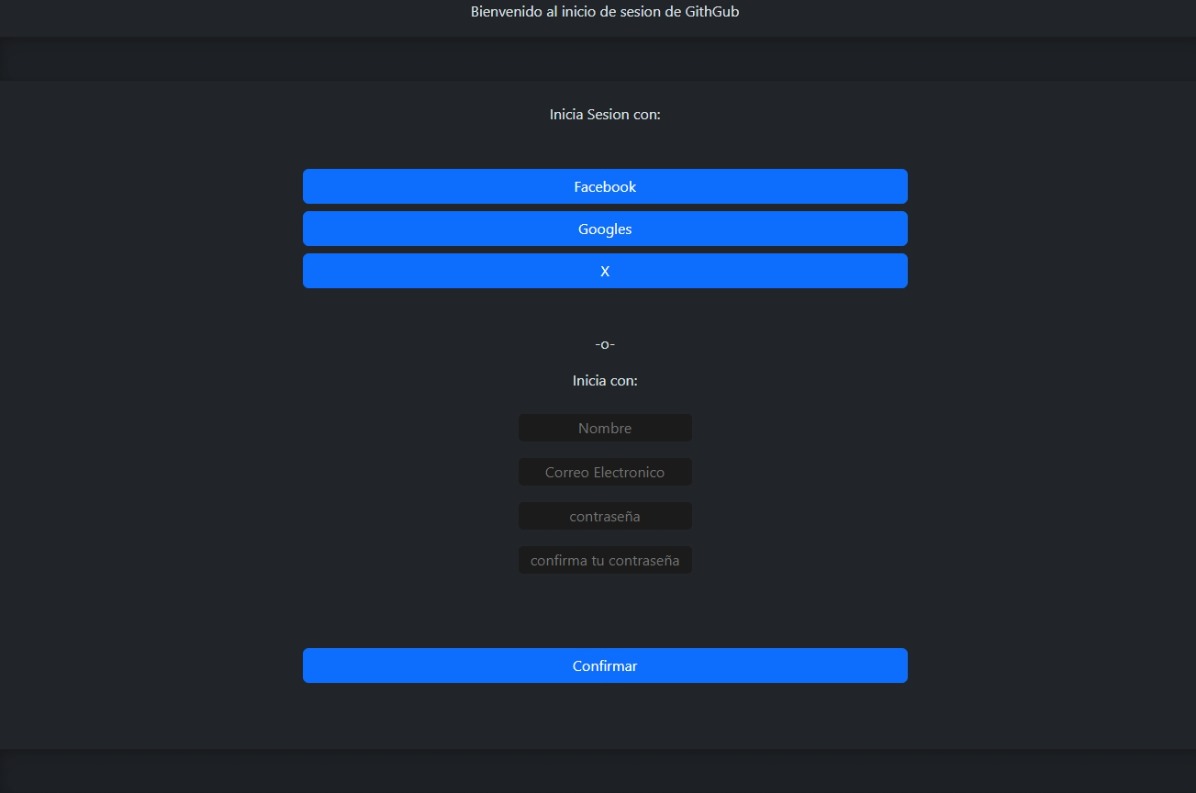 Bienvenido al inicio de sesion de GithGub
Inicia Sesion con:
Facebook
Googles
X
-o-
Inicia con:
Nombre
Correo Electronico
contraseña
confirma tu contraseña
Confirmar